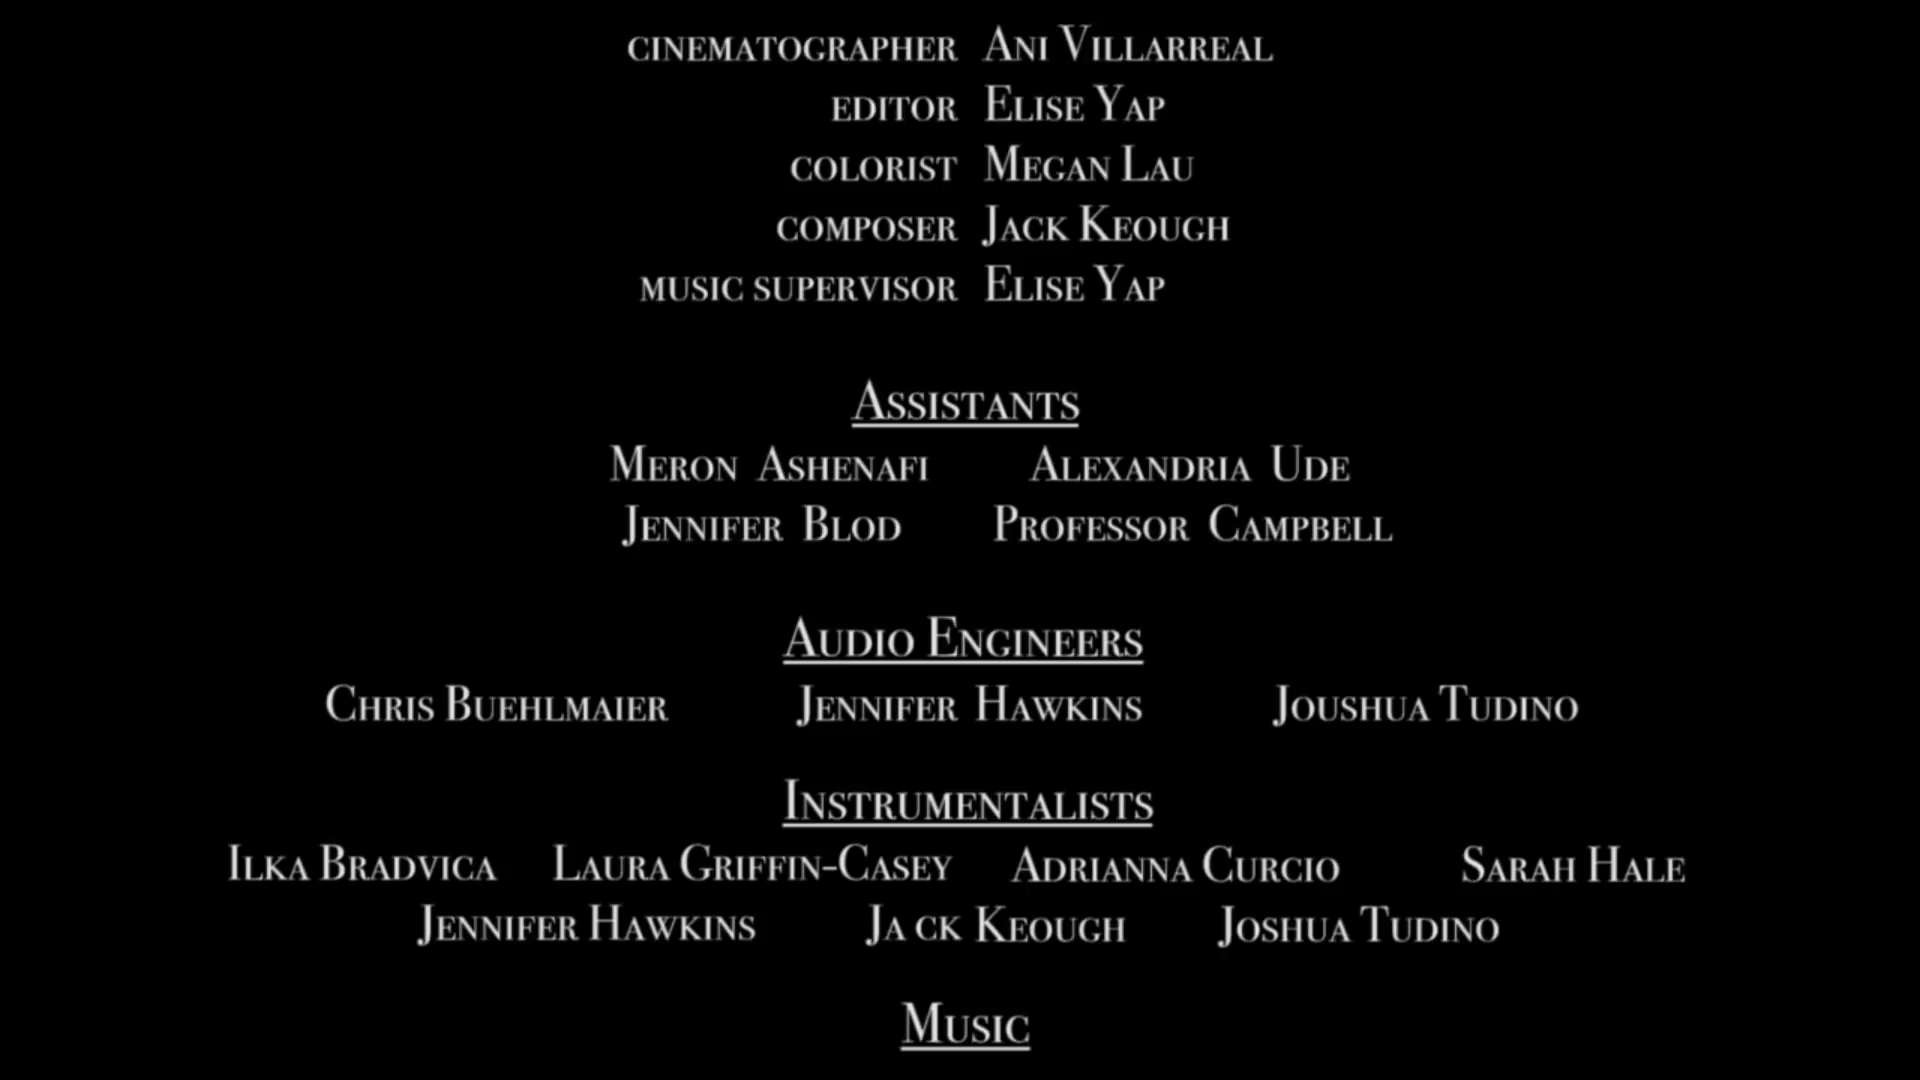 CINEMATOGRAPHER ANI VILLARREAL
EDITOR ELISE YAP
COLORIST MEGAN LAU
COMPOSER JACK KEOUGH
MUSIC SUPERVISOR ELISE YAP
ASSISTANTS
MERON ASHENAFI ALEXANDRIA UDE
JENNIFER BLOD PROFESSOR CAMPBELL
AUDIO ENGINEERS
CHRIS BUEHLMAIER JENNIFER HAWKINS JOUSHUA TUDINO
INSTRUMENTALISTS
ILKA BRADVICA LAURA GRIFFIN-CASEY ADRIANNA CURCIO SARAH HALE
JENNIFER HAWKINS JA CK KEOUGH JOSHUA TUDINO
MUSIC